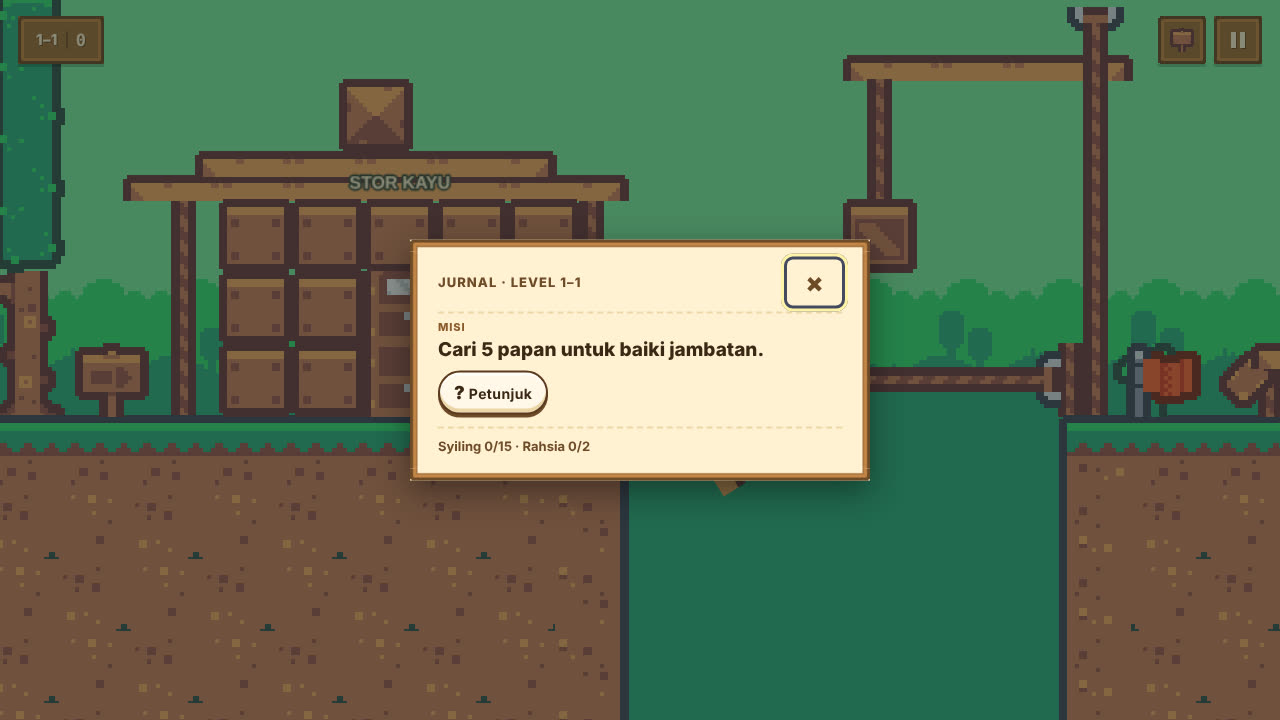 1–1 | 0
STOR KAYU
JURNAL · LEVEL 1–1
MISI
Cari 5 papan untuk baiki jambatan.
? Petunjuk
Syiling 0/15 · Rahsia 0/2